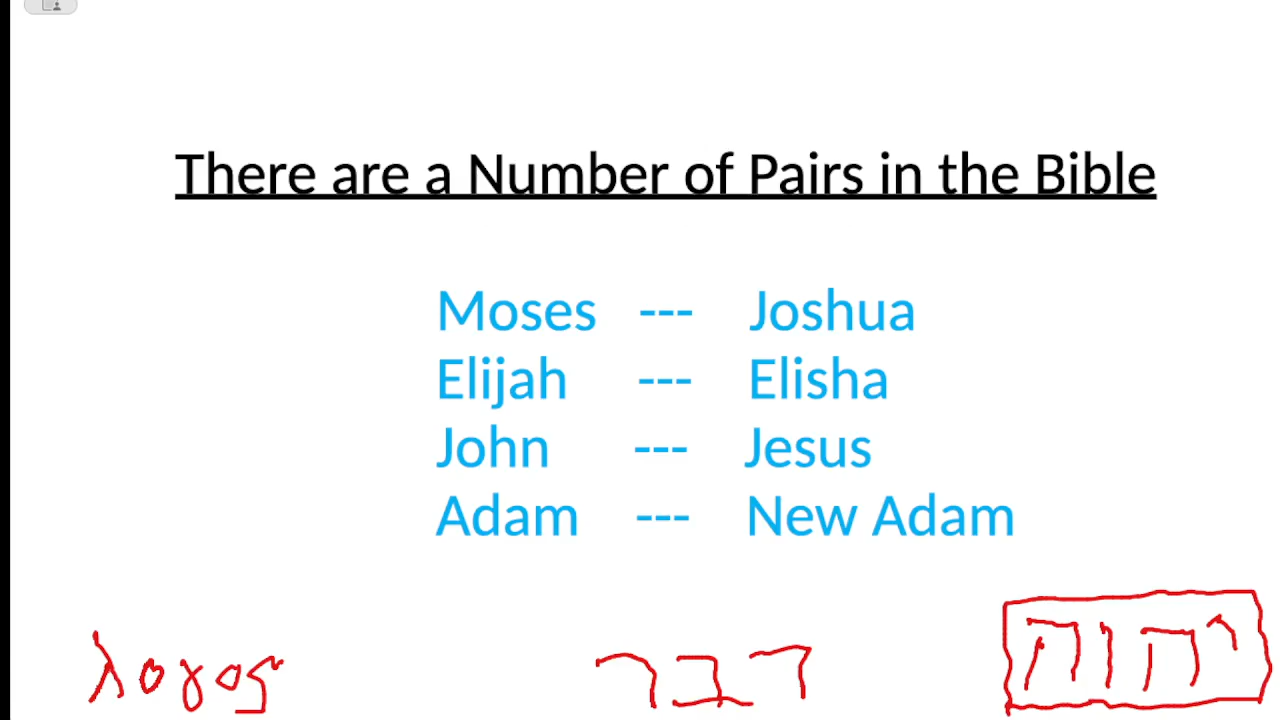 There are a Number of Pairs in the Bible
Moses --- Joshua
Elijah --- Elisha
John --- Jesus
Adam --- New Adam
λογος דבר יהוה